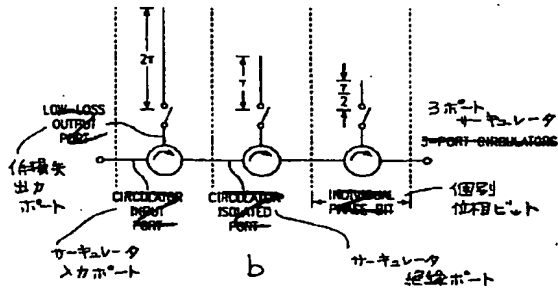 2τ
τ
τ/2
LOW-LOSS
OUTPUT
PORT
低損失
出力
ポート
3ポート
サーキュレータ
3-PORT CIRCULATORS
CIRCULATOR
INPUT
PORT
CIRCULATOR
ISOLATED
PORT
INDIVIDUAL
PHASE BIT
個別
位相ビット
サーキュレータ
入力ポート
b
サーキュレータ
絶縁ポート